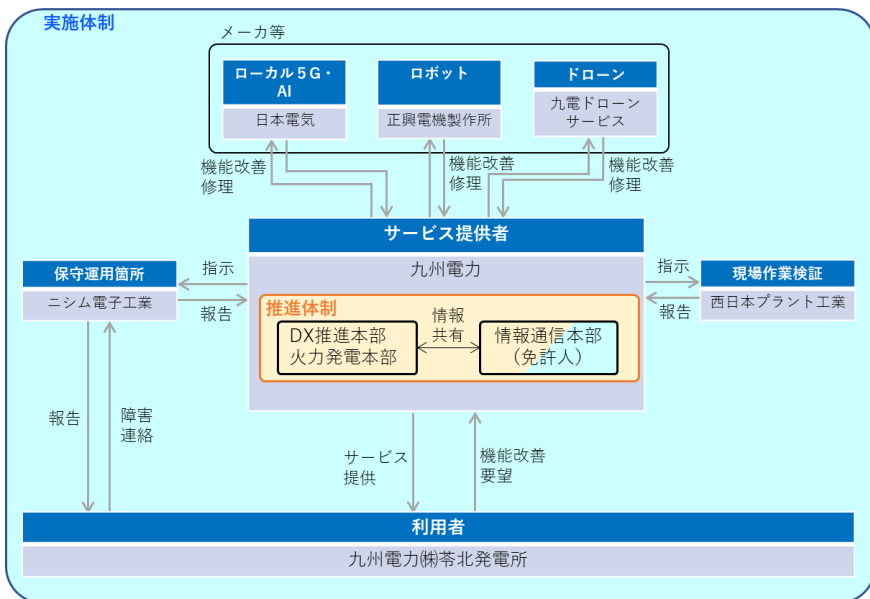 実施体制
メーカ等
ローカル５G・
AI
日本電気
ロボット
正興電機製作所
ドローン
九電ドローン
サービス
機能改善
修理
機能改善
修理
機能改善
修理
サービス提供者
九州電力
保守運用箇所
ニシム電子工業
指示
報告
指示
報告
現場作業検証
西日本プラント工業
推進体制
DX推進本部
火力発電本部
情報
共有
情報通信本部
（免許人）
報告
障害
連絡
サービス
提供
機能改善
要望
利用者
九州電力㈱苓北発電所